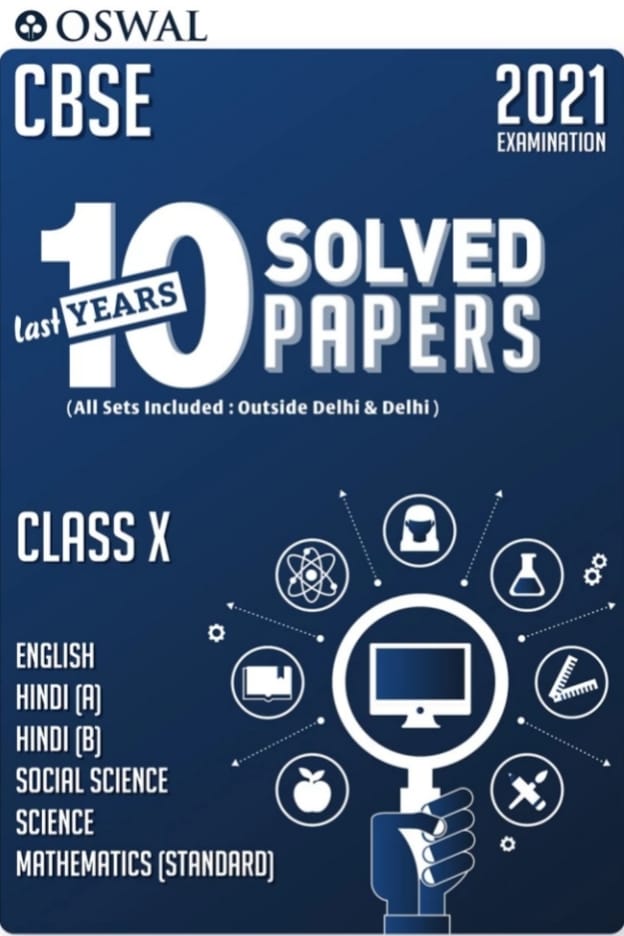 OSWAL
CBSE
2021
EXAMINATION
last 10 YEARS
SOLVED
PAPERS
(All Sets Included : Outside Delhi & Delhi)
CLASS X
ENGLISH
HINDI (A)
HINDI (B)
SOCIAL SCIENCE
SCIENCE
MATHEMATICS (STANDARD)